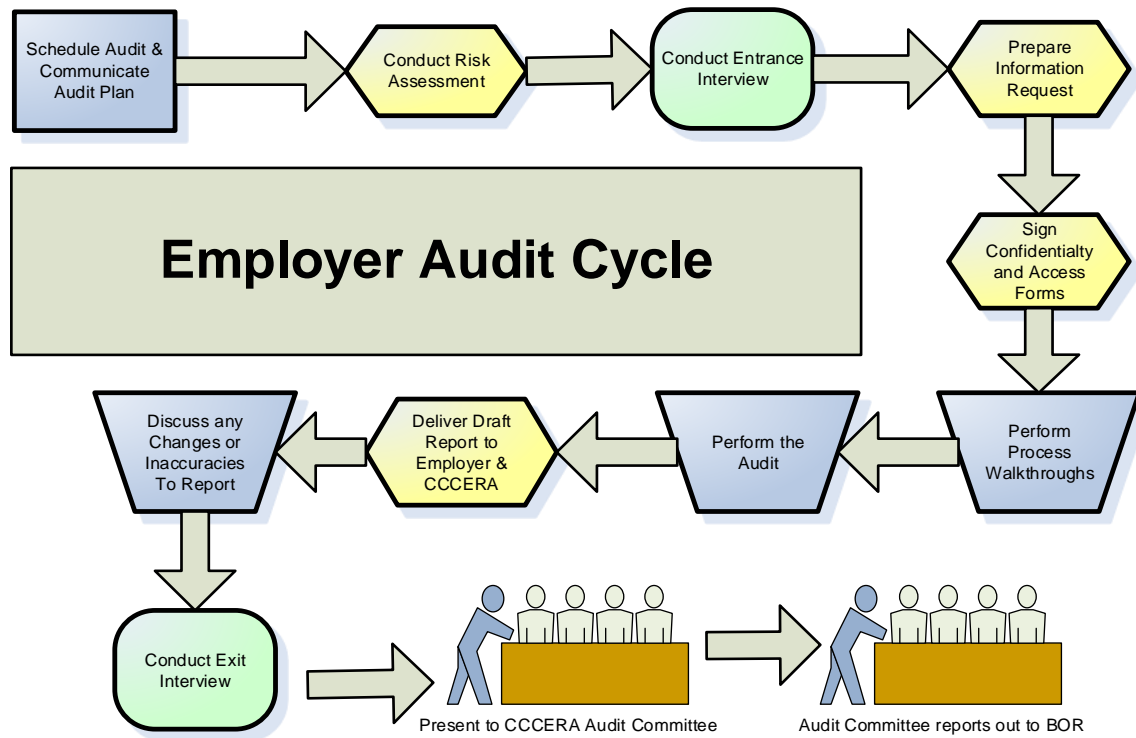 Schedule Audit &
Communicate
Audit Plan
Conduct Risk
Assessment
Conduct Entrance
Interview
Prepare
Information
Request
Employer Audit Cycle
Sign
Confidentialty
and Access
Forms
Perform
Process
Walkthroughs
Perform the
Audit
Deliver Draft
Report to
Employer &
CCCERA
Discuss any
Changes or
Inaccuracies
To Report
Conduct Exit
Interview
Present to CCCERA Audit Committee
Audit Committee reports out to BOR